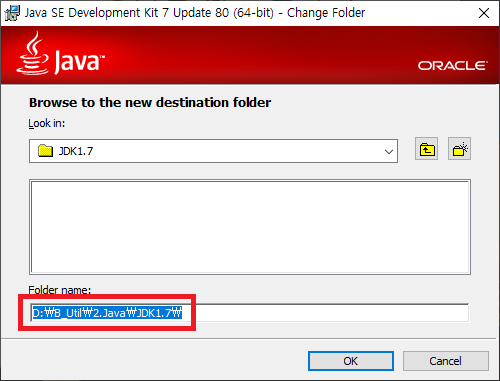 Java SE Development Kit 7 Update 80 (64-bit) - Change Folder
Java™
ORACLE
Browse to the new destination folder
Look in:
JDK1.7
Folder name:
D:₩B_Util₩2.Java₩JDK1.7₩
OK
Cancel